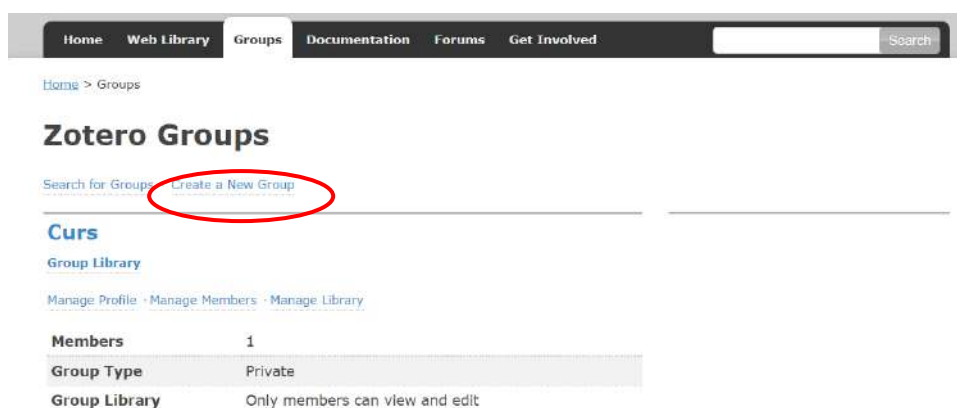 Home Web Library Groups Documentation Forums Get Involved Search
Home > Groups
Zotero Groups
Search for Groups Create a New Group
Curs
Group Library
Manage Profile · Manage Members · Manage Library
Members 1
Group Type Private
Group Library Only members can view and edit